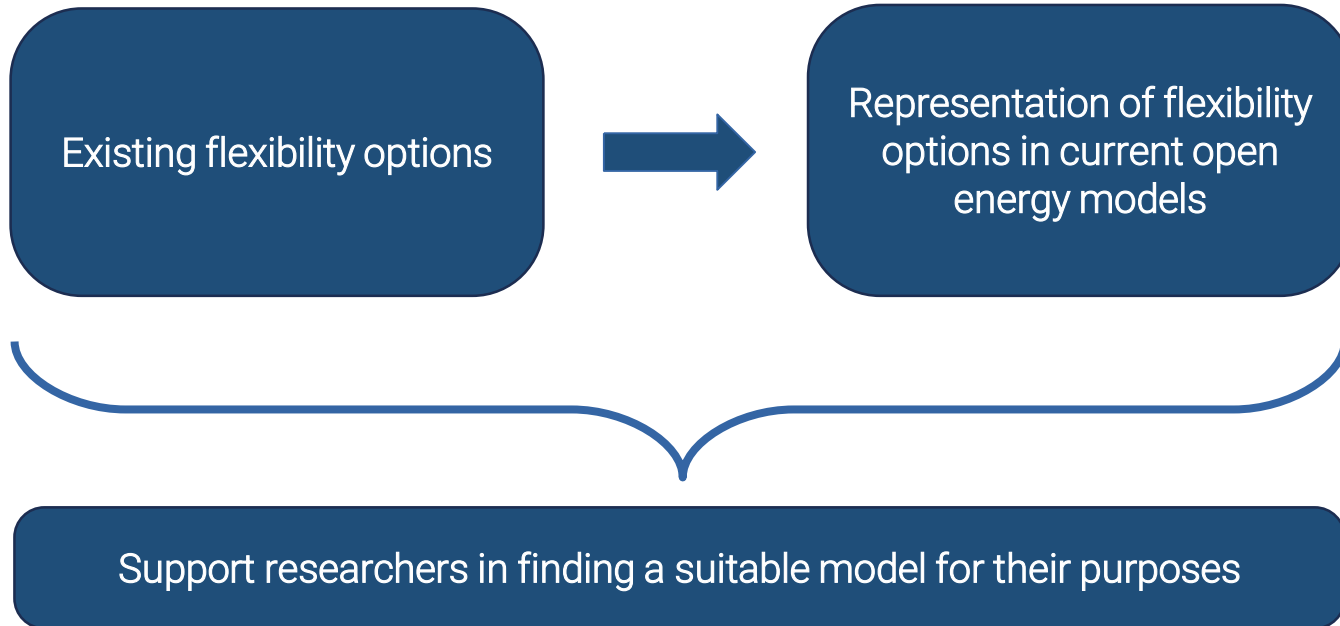 Existing flexibility options
Representation of flexibility
options in current open
energy models
Support researchers in finding a suitable model for their purposes